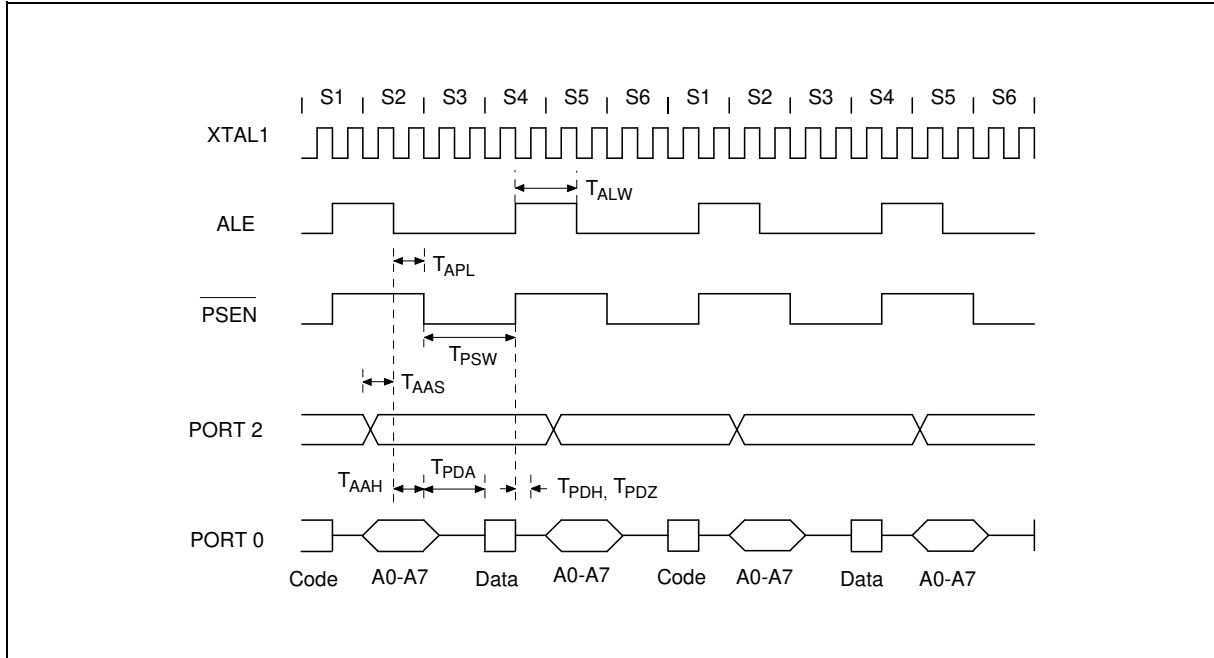 S1 S2 S3 S4 S5 S6 S1 S2 S3 S4 S5 S6
XTAL1
TALW
ALE
TAPL
PSEN
TPSW
TAAS
PORT 2
TAAH TPDA TPDH, TPDZ
PORT 0
Code A0-A7 Data A0-A7 Code A0-A7 Data A0-A7